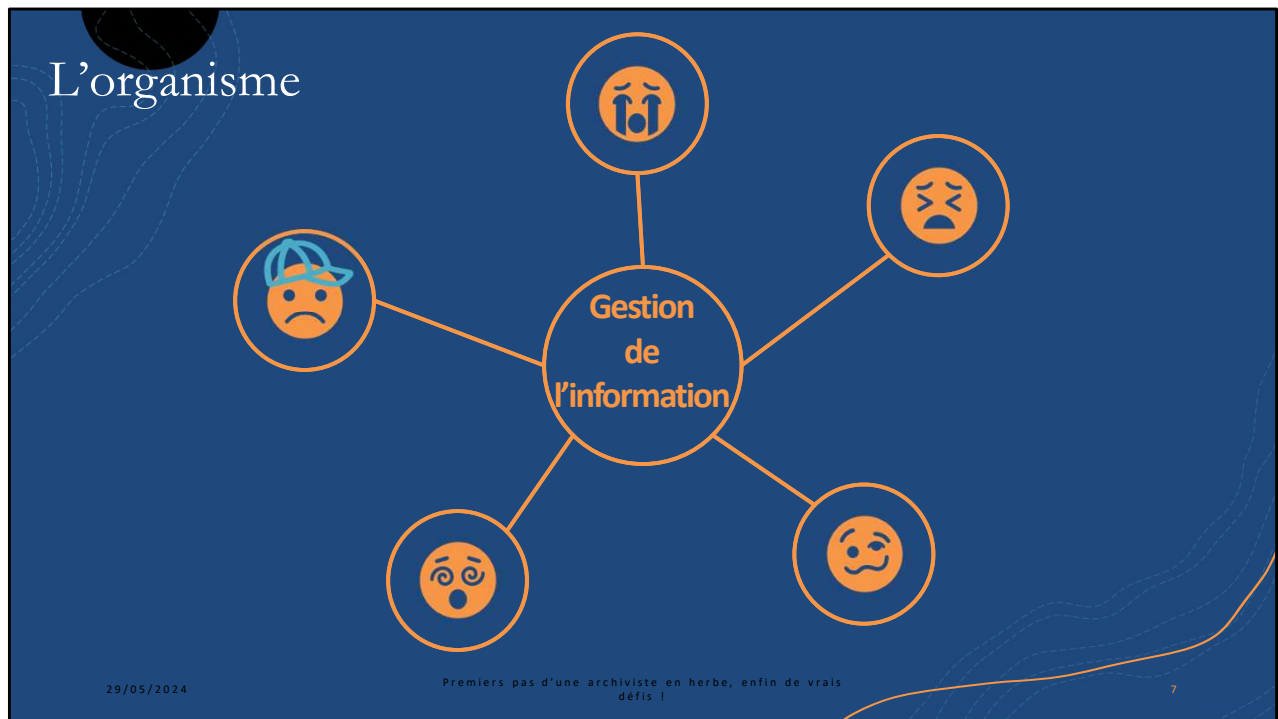 L’organisme
Gestion
de
l’information
29/05/2024
Premiers pas d’une archiviste en herbe, enfin de vrais
défis !
7